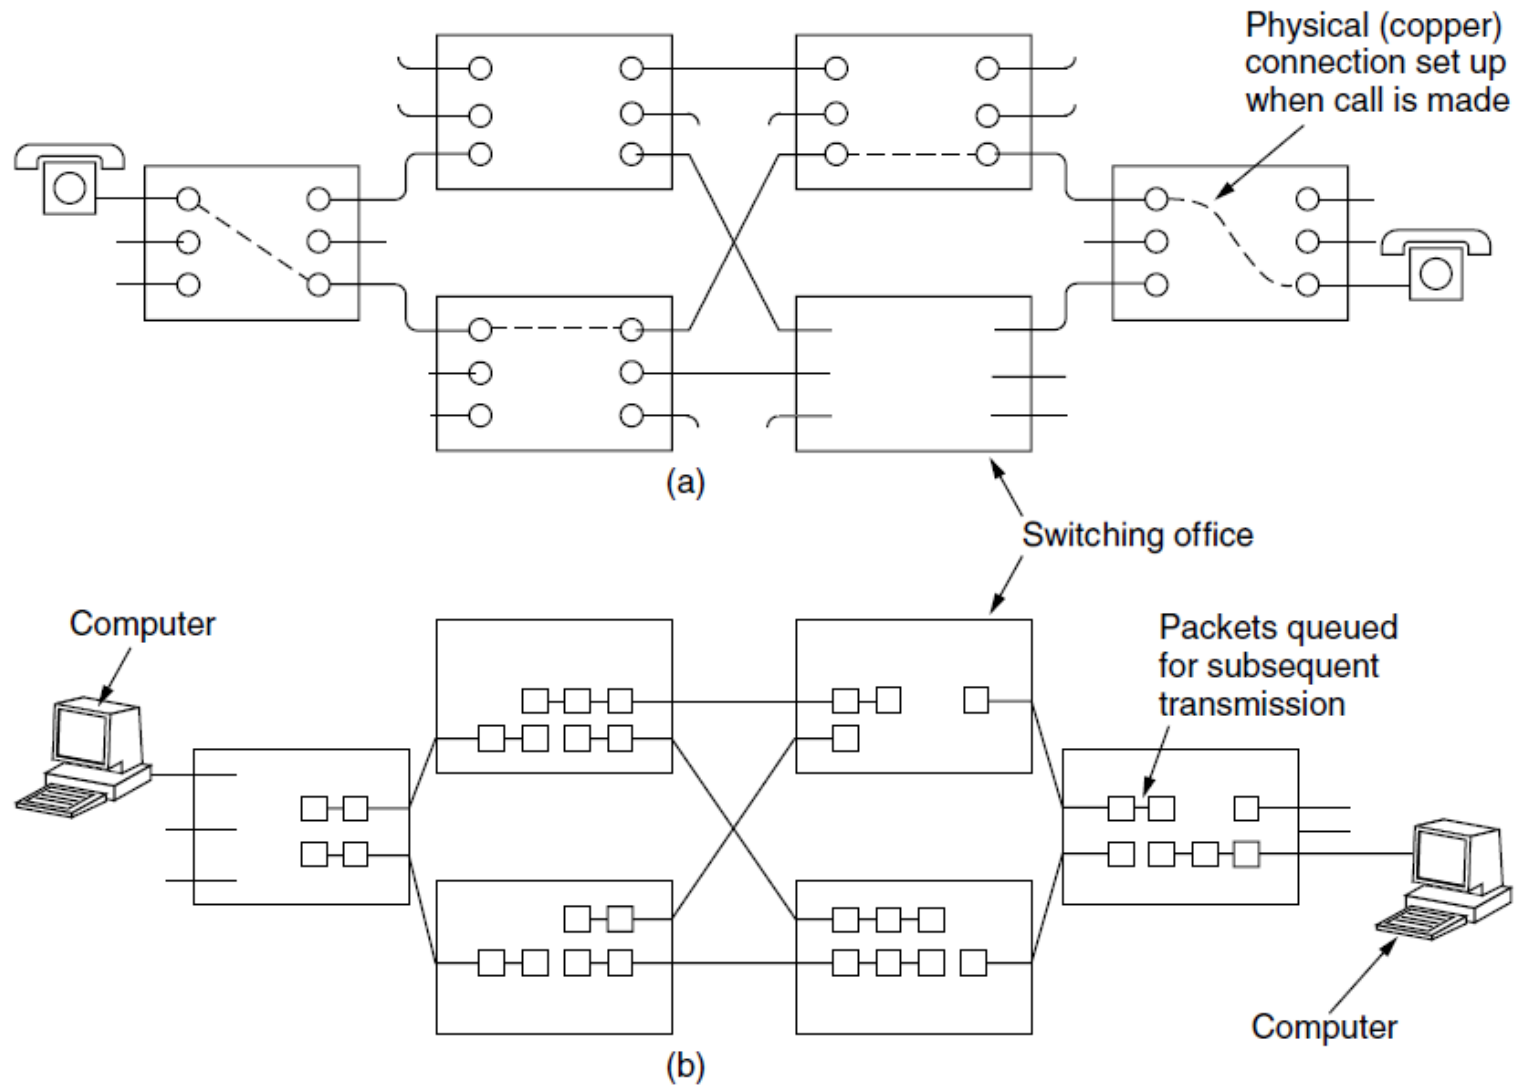 Physical (copper)
connection set up
when call is made
(a)
Switching office
Computer
Packets queued
for subsequent
transmission
Computer
(b)